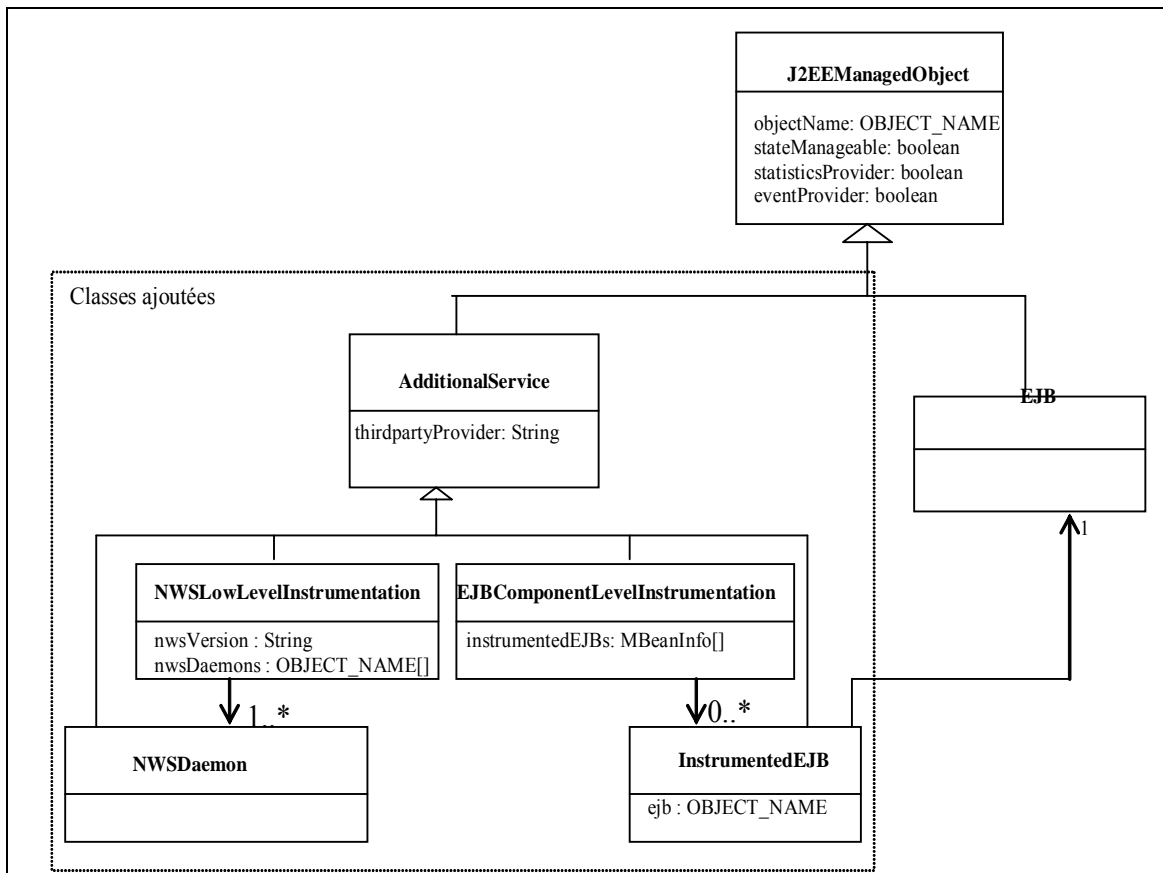 J2EEManagedObject
objectName: OBJECT_NAME
stateManageable: boolean
statisticsProvider: boolean
eventProvider: boolean
Classes ajoutées
AdditionalService
thirdpartyProvider: String
EJB
1
NWSLowLevelInstrumentation
nwsVersion : String
nwsDaemons : OBJECT_NAME[]
EJBComponentLevelInstrumentation
instrumentedEJBs: MBeanInfo[]
1..*
0..*
NWSDaemon
InstrumentedEJB
ejb : OBJECT_NAME